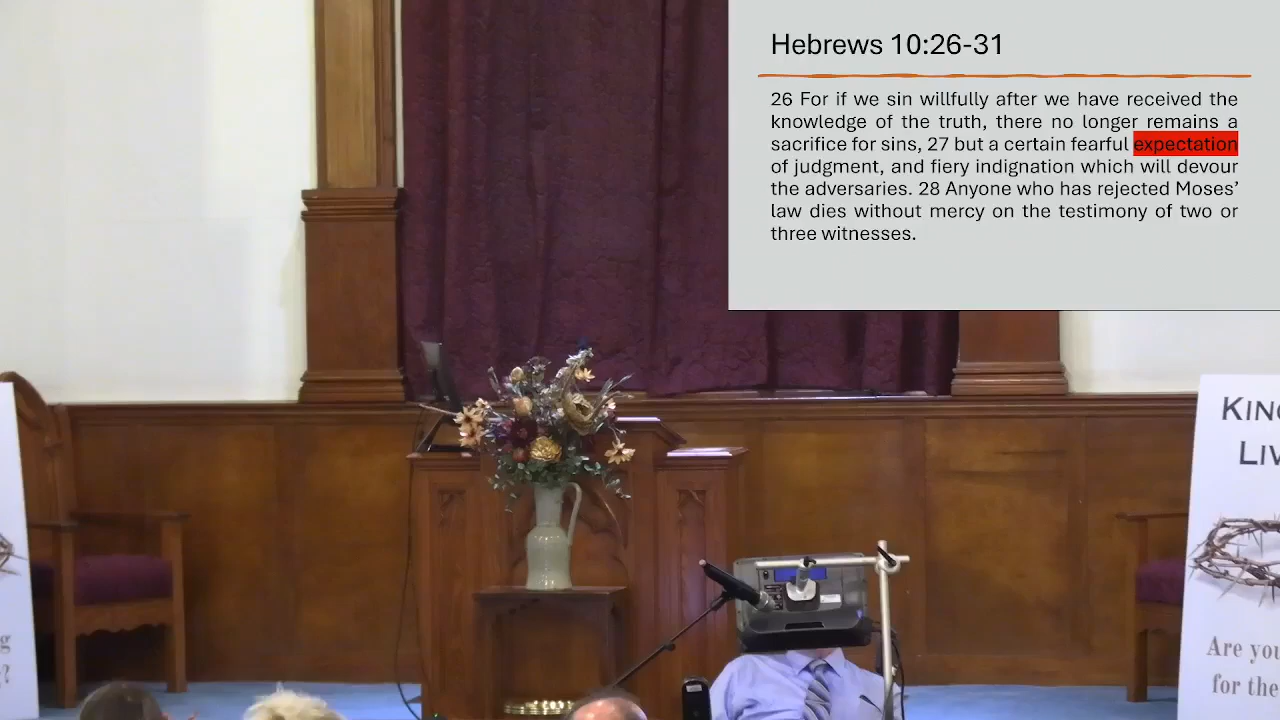 Hebrews 10:26-31
26 For if we sin willfully after we have received the
knowledge of the truth, there no longer remains a
sacrifice for sins, 27 but a certain fearful expectation
of judgment, and fiery indignation which will devour
the adversaries. 28 Anyone who has rejected Moses’
law dies without mercy on the testimony of two or
three witnesses.
KING
LIV
Are you
for the
g
?